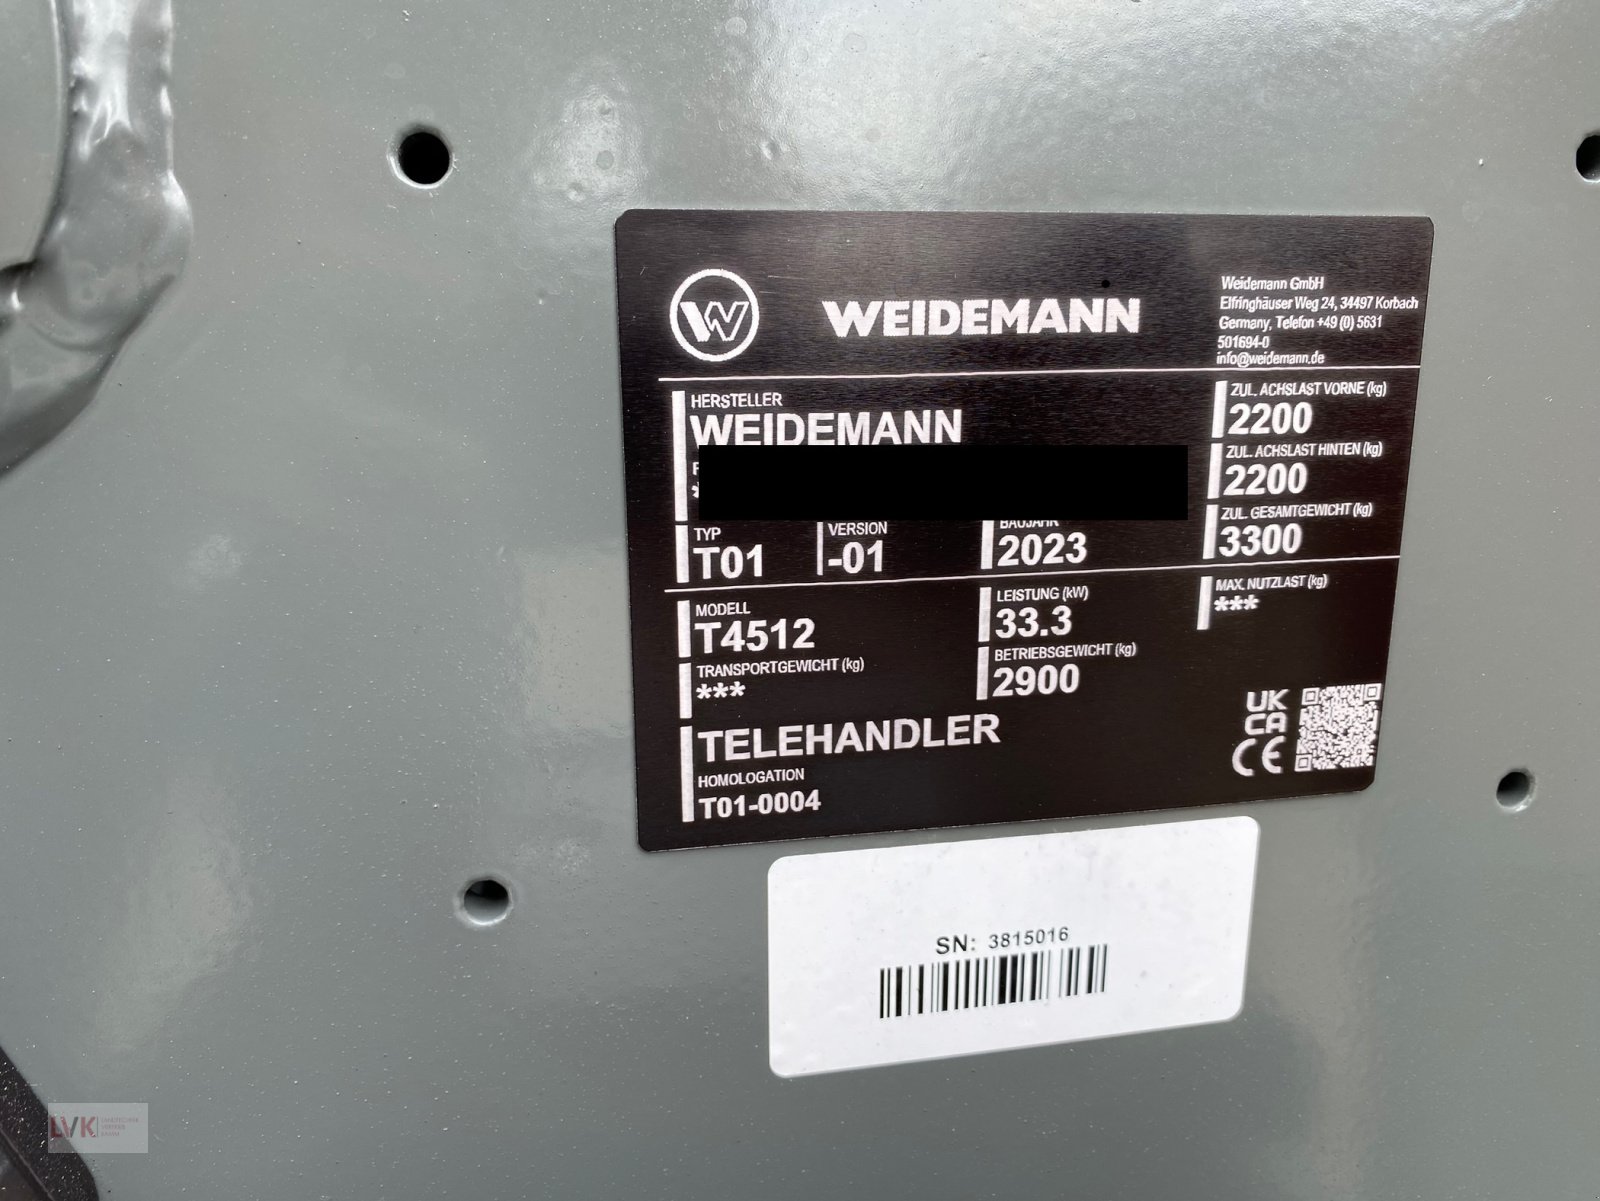 W WEIDEMANN
Weidemann GmbH
Elfringhäuser Weg 24, 34497 Korbach
Germany, Telefon +49 (0) 5631
501694-0
info@weidemann.de
HERSTELLER
WEIDEMANN
TYP
T01
VERSION
-01
BAUJAHR
2023
ZUL. ACHSLAST VORNE (kg)
2200
ZUL. ACHSLAST HINTEN (kg)
2200
ZUL. GESAMTGEWICHT (kg)
3300
MODELL
T4512
LEISTUNG (kW)
33.3
MAX. NUTZLAST (kg)
***
TRANSPORTGEWICHT (kg)
***
BETRIEBSGEWICHT (kg)
2900
TELEHANDLER
HOMOLOGATION
T01-0004
UK
CA
CE
SN: 3815016
LVK